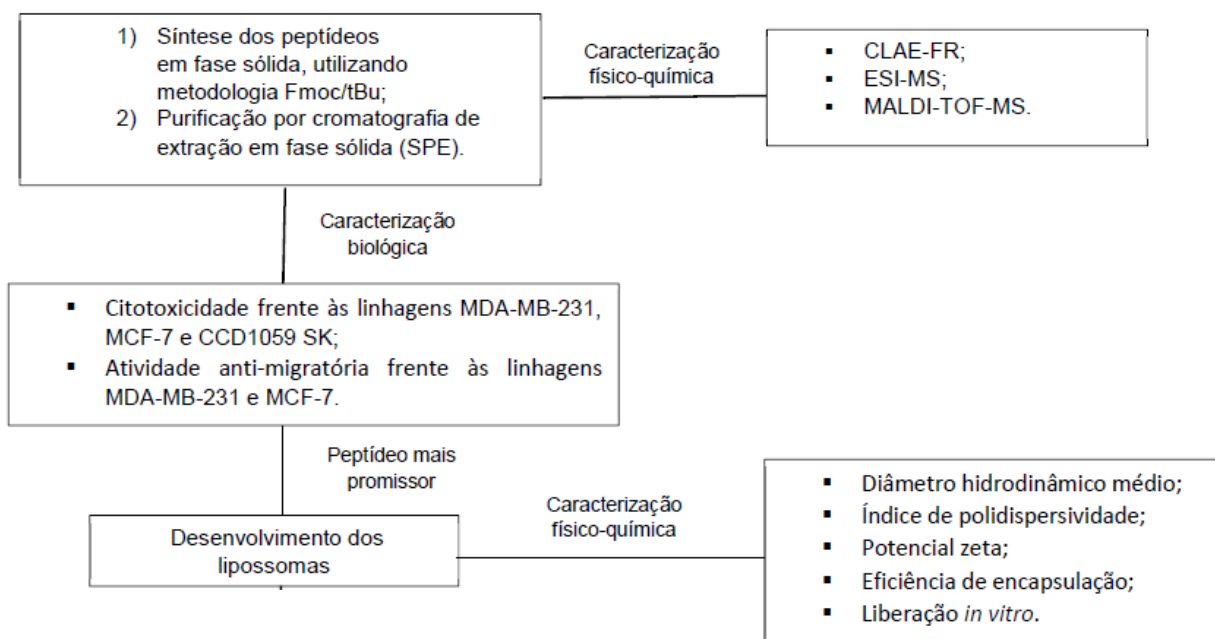 1) Síntese dos peptídeos
em fase sólida, utilizando
metodologia Fmoc/tBu;
2) Purificação por cromatografia de
extração em fase sólida (SPE).
Caracterização
físico-química
▪ CLAE-FR;
▪ ESI-MS;
▪ MALDI-TOF-MS.
Caracterização
biológica
▪ Citotoxicidade frente às linhagens MDA-MB-231,
MCF-7 e CCD1059 SK;
▪ Atividade anti-migratória frente às linhagens
MDA-MB-231 e MCF-7.
Peptídeo mais
promissor
Desenvolvimento dos
lipossomas
Caracterização
físico-química
▪ Diâmetro hidrodinâmico médio;
▪ Índice de polidispersividade;
▪ Potencial zeta;
▪ Eficiência de encapsulação;
▪ Liberação in vitro.